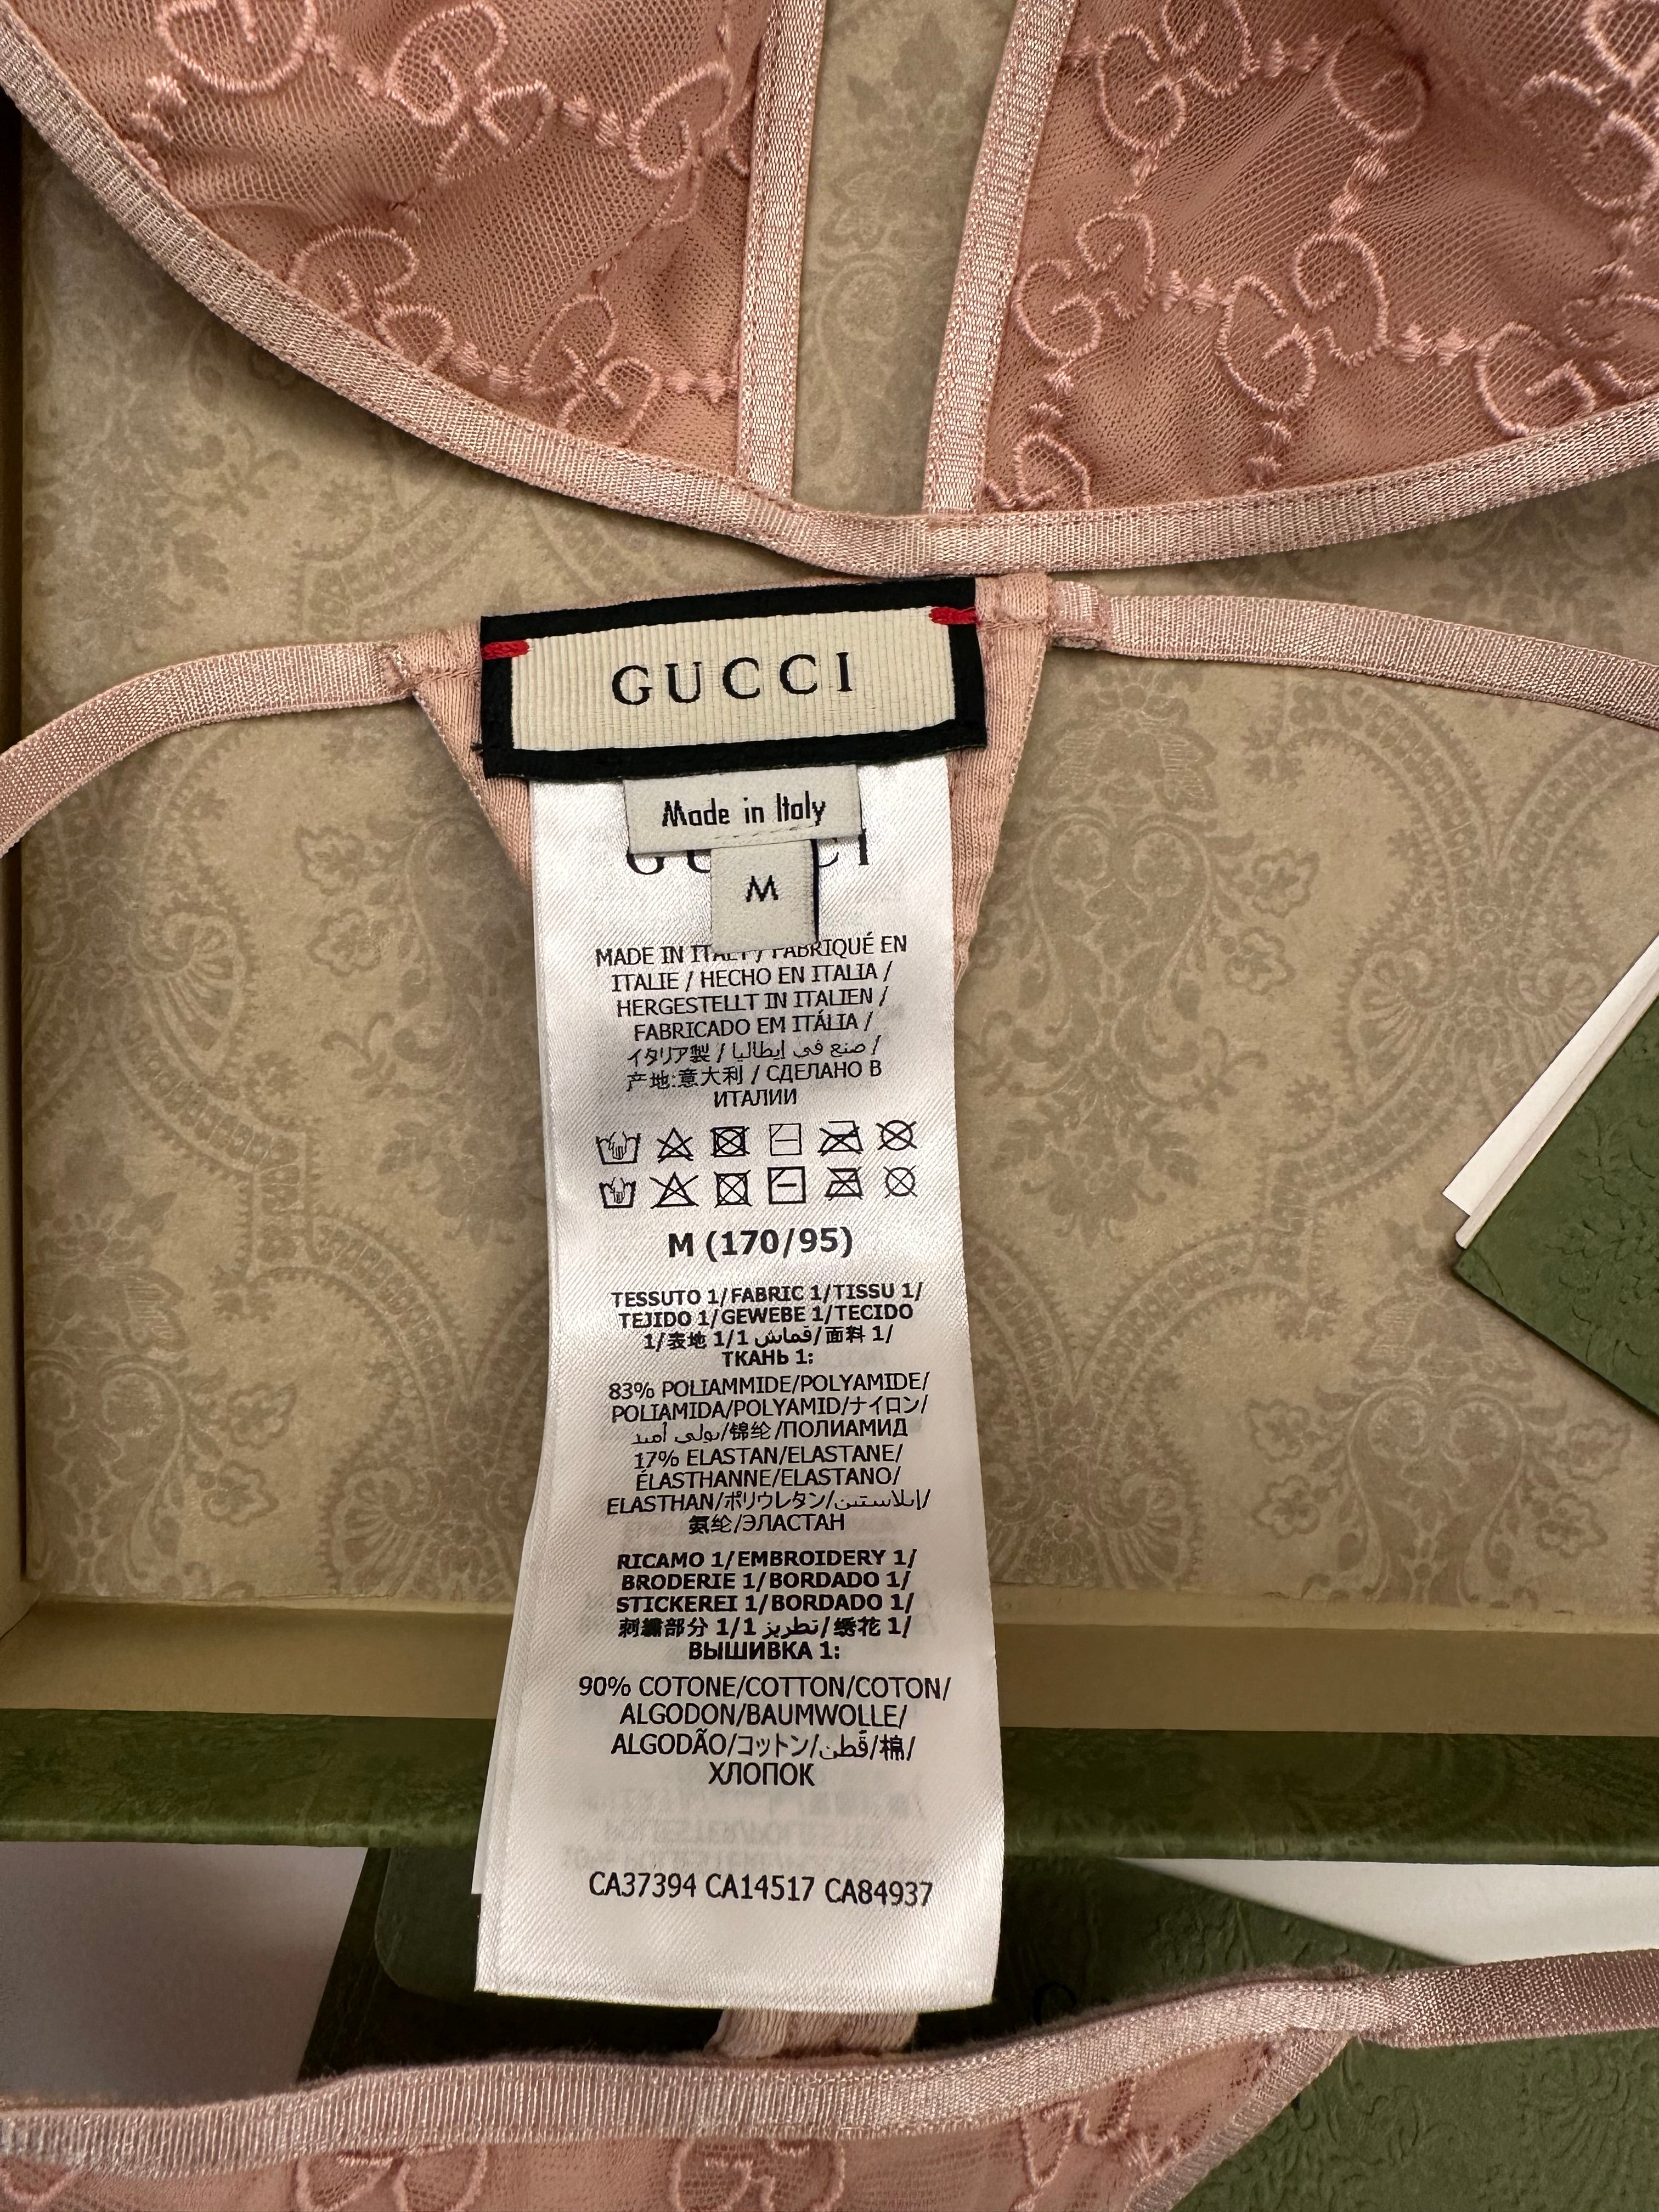 GUCCI
Made in Italy
M
MADE IN ITALY / FABRIQUÉ EN
ITALIE / HECHO EN ITALIA /
HERGESTELLT IN ITALIEN /
FABRICADO EM ITÁLIA /
イタリア製 / صنع في إيطاليا /
产地:意大利 / СДЕЛАНО В
ИТАЛИИ
M (170/95)
TESSUTO 1/FABRIC 1/TISSU 1/
TEJIDO 1/GEWEBE 1/TECIDO
1/表地 1/1 قماش/面料 1/
ТКАНЬ 1:
83% POLIAMMIDE/POLYAMIDE/
POLIAMIDA/POLYAMID/ナイロン/
بولي أميد/锦纶/ПОЛИАМИД
17% ELASTAN/ELASTANE/
ÉLASTHANNE/ELASTANO/
ELASTHAN/ポリウレタン/إيلاستين/
氨纶/ЭЛАСТАН
RICAMO 1/EMBROIDERY 1/
BRODERIE 1/BORDADO 1/
STICKEREI 1/BORDADO 1/
刺繍部分 1/1 تطريز/绣花 1/
ВЫШИВКА 1:
90% COTONE/COTTON/COTON/
ALGODON/BAUMWOLLE/
ALGODÃO/コットン/قطن/棉/
ХЛОПОК
CA37394 CA14517 CA84937